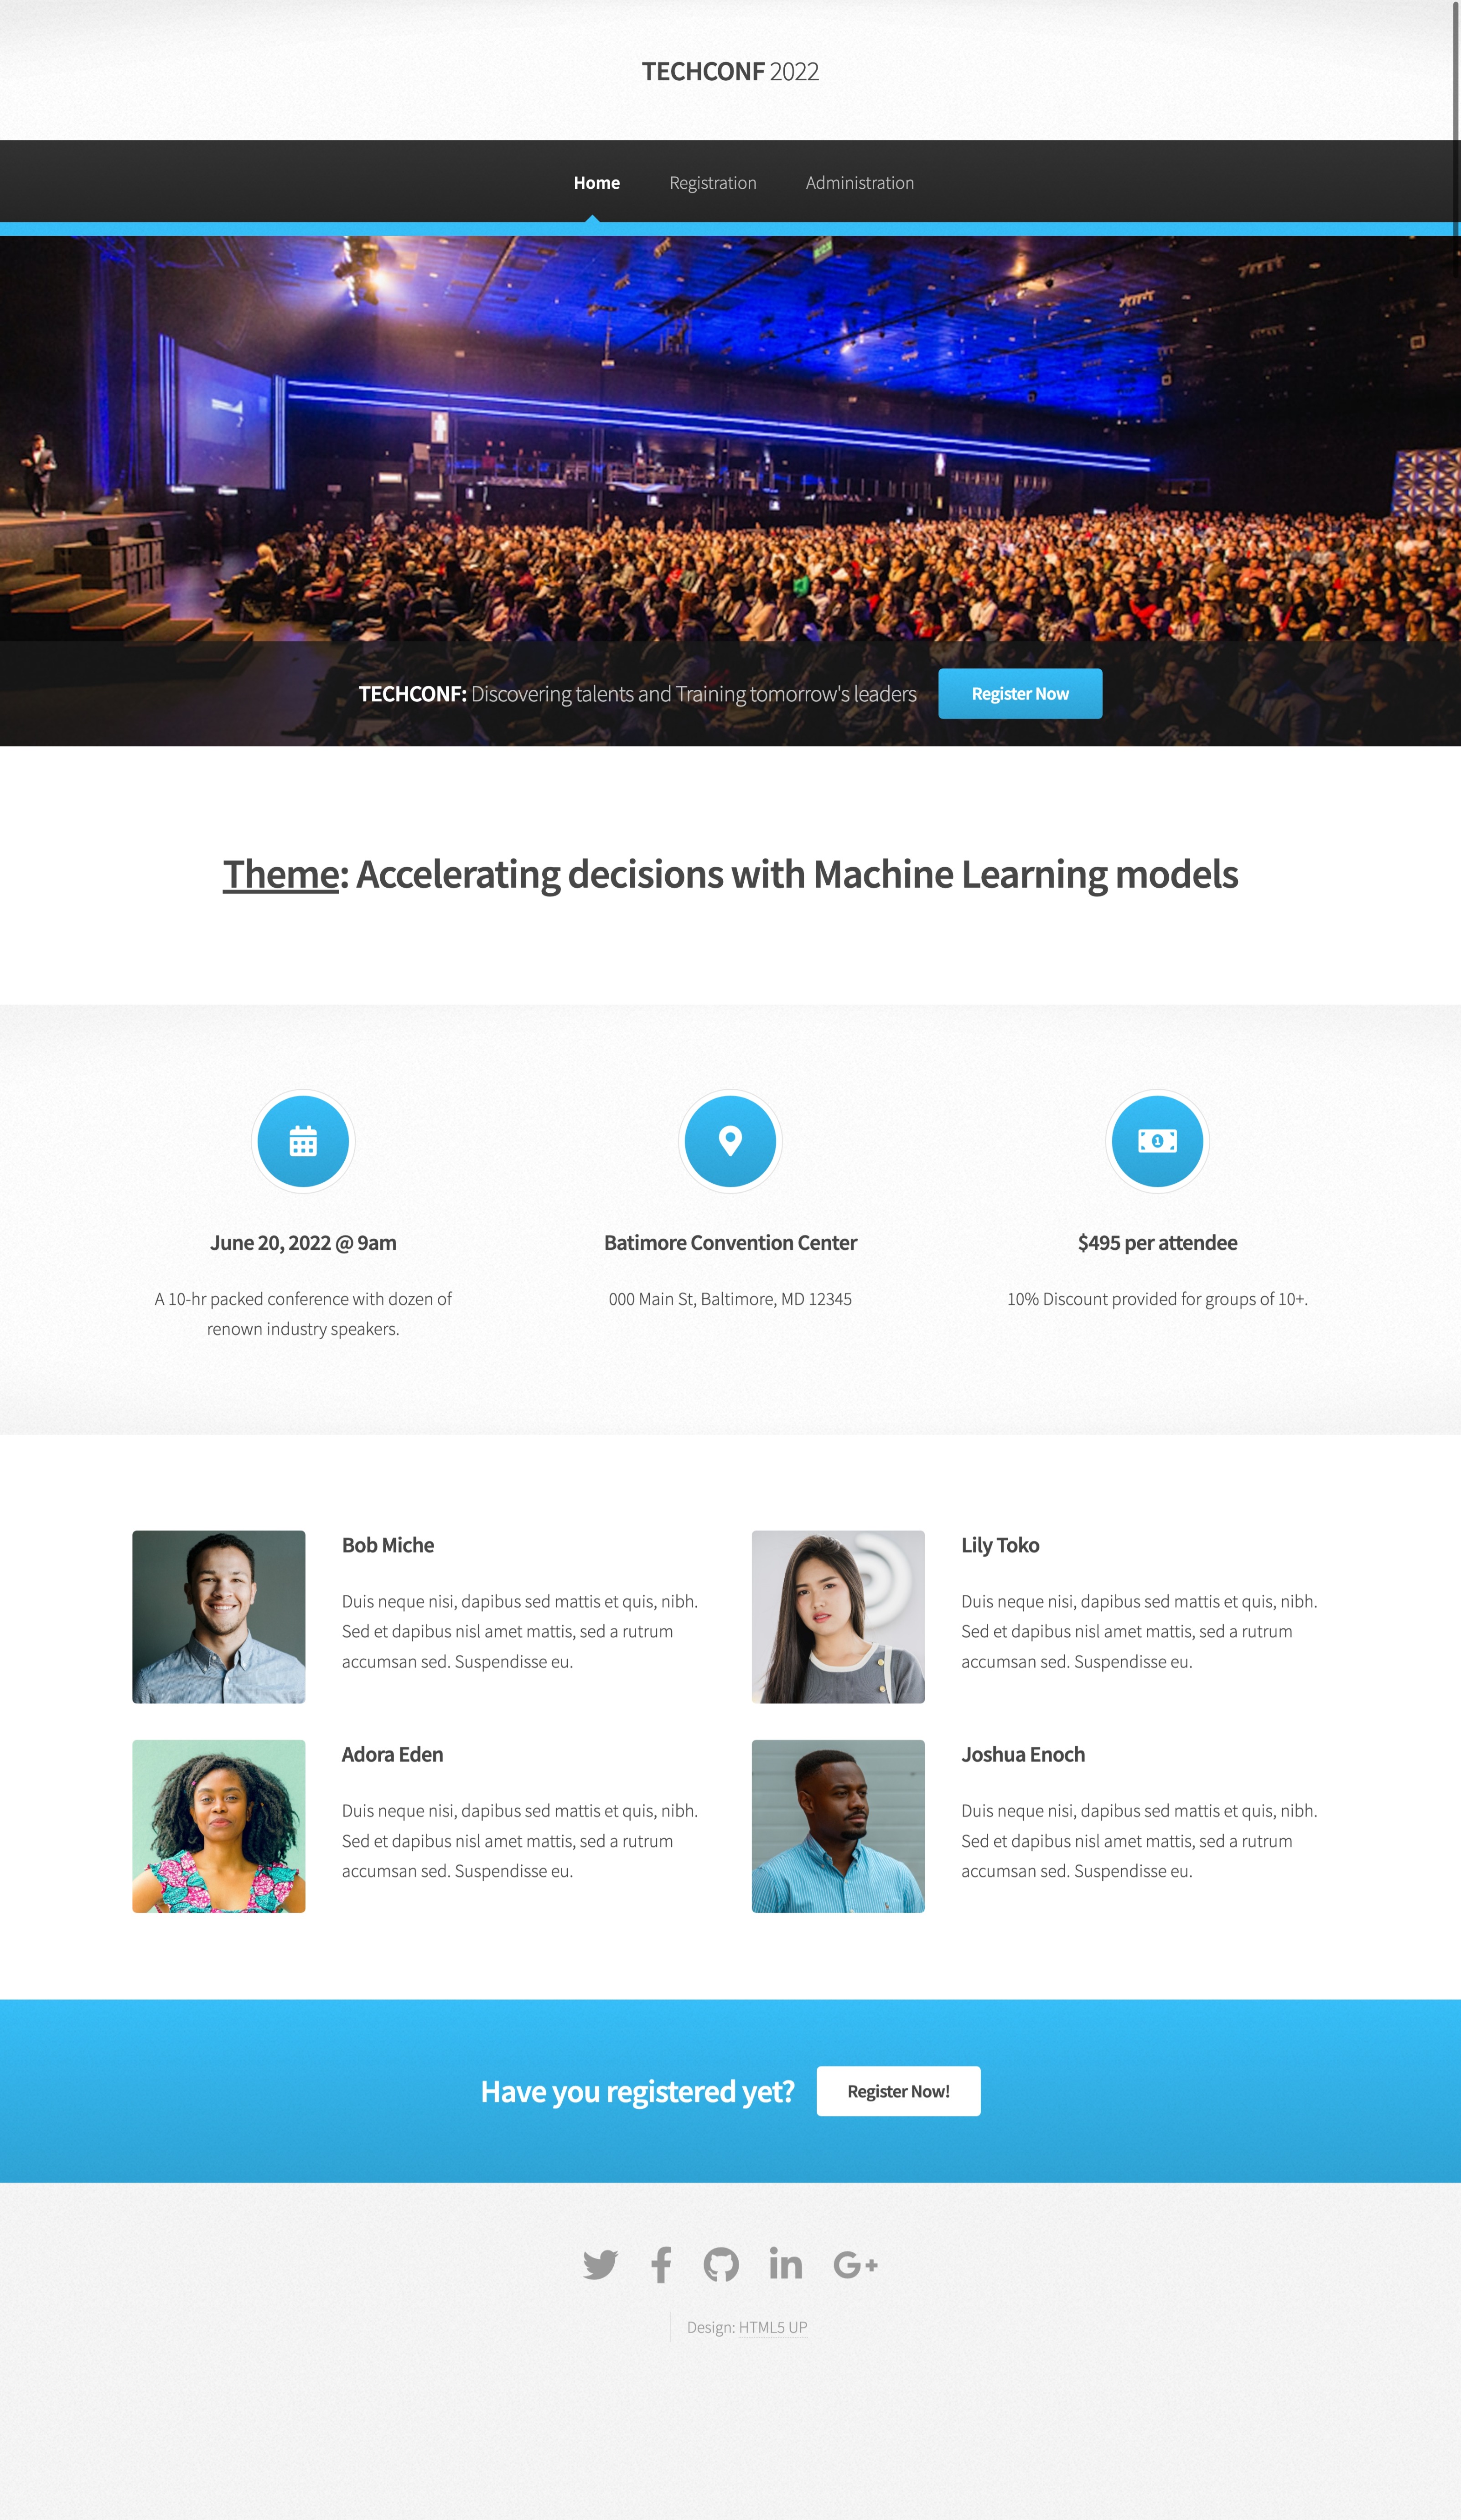 TECHCONF 2022
Home Registration Administration
TECHCONF: Discovering talents and Training tomorrow's leaders Register Now
Theme: Accelerating decisions with Machine Learning models
June 20, 2022 @ 9am
A 10-hr packed conference with dozen of
renown industry speakers.
Batimore Convention Center
000 Main St, Baltimore, MD 12345
$495 per attendee
10% Discount provided for groups of 10+.
Bob Miche
Duis neque nisi, dapibus sed mattis et quis, nibh.
Sed et dapibus nisl amet mattis, sed a rutrum
accumsan sed. Suspendisse eu.
Lily Toko
Duis neque nisi, dapibus sed mattis et quis, nibh.
Sed et dapibus nisl amet mattis, sed a rutrum
accumsan sed. Suspendisse eu.
Adora Eden
Duis neque nisi, dapibus sed mattis et quis, nibh.
Sed et dapibus nisl amet mattis, sed a rutrum
accumsan sed. Suspendisse eu.
Joshua Enoch
Duis neque nisi, dapibus sed mattis et quis, nibh.
Sed et dapibus nisl amet mattis, sed a rutrum
accumsan sed. Suspendisse eu.
Have you registered yet? Register Now!
Design: HTML5 UP